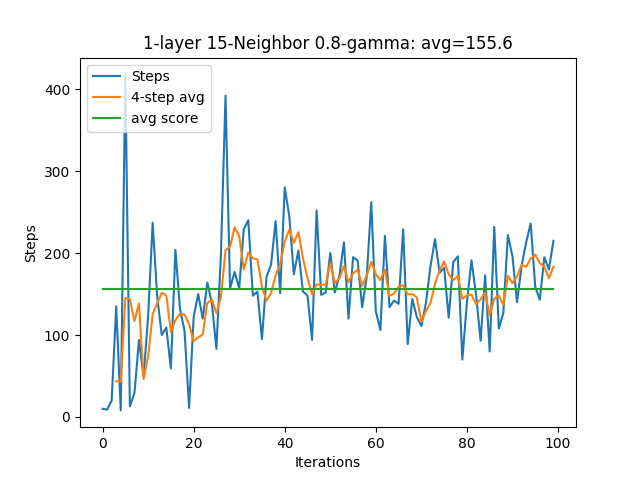 1-layer 15-Neighbor 0.8-gamma: avg=155.6
Steps
4-step avg
avg score
400
300
200
100
0
Steps
0 20 40 60 80 100
Iterations